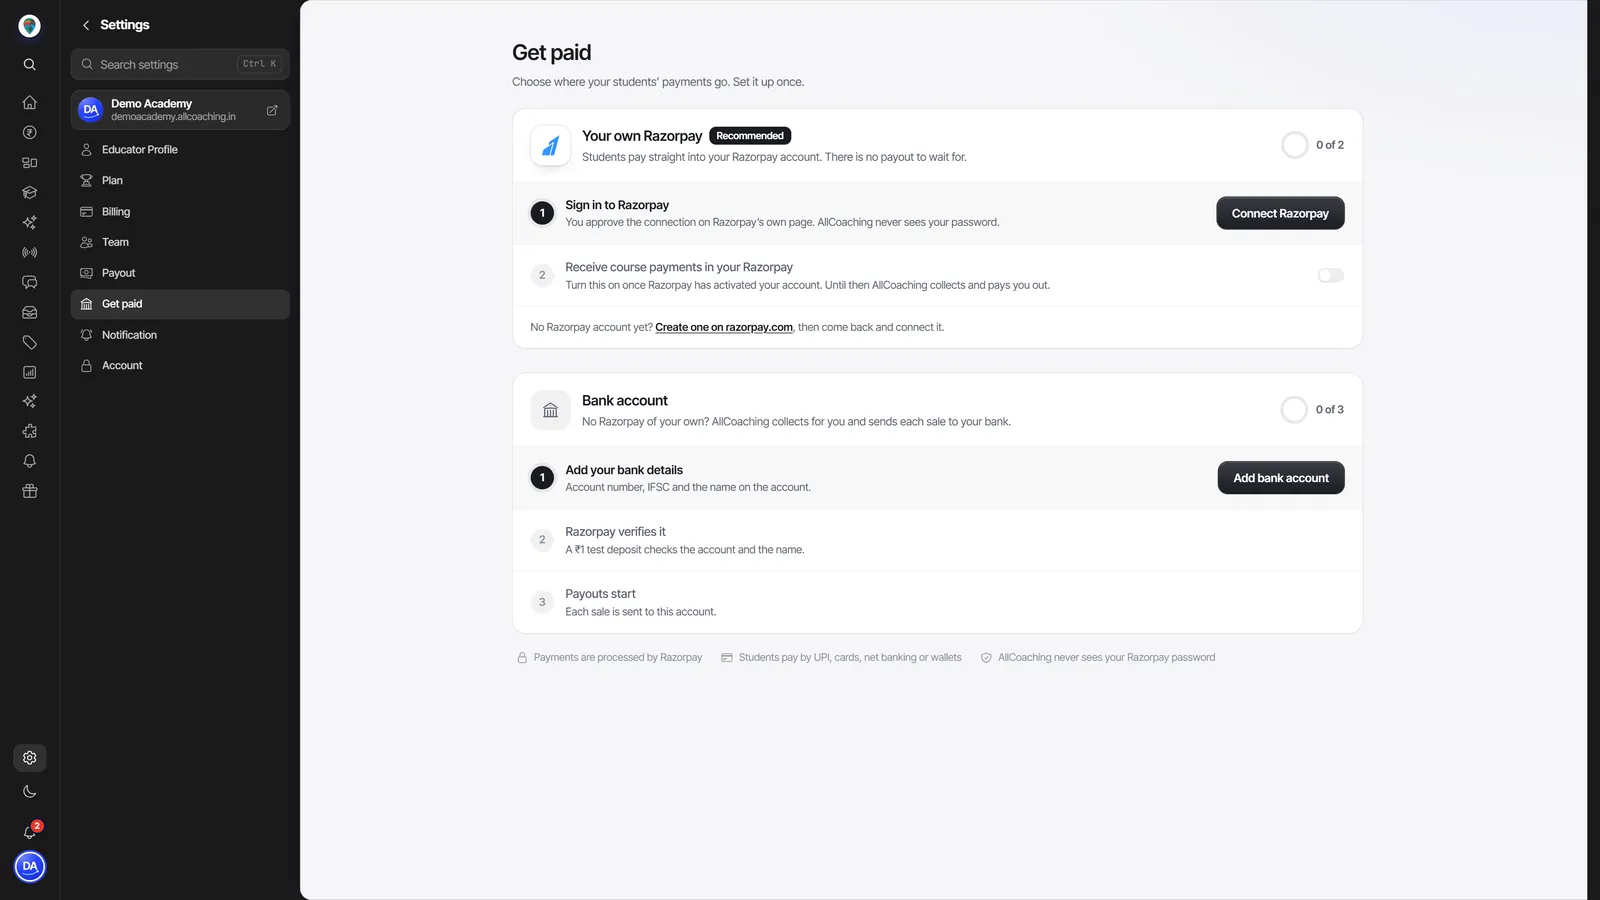 Settings
Search settings
Ctrl K
DA
Demo Academy
demoacademy.allcoaching.in
Educator Profile
Plan
Billing
Team
Payout
Get paid
Notification
Account
2
DA
Get paid
Choose where your students' payments go. Set it up once.
Your own Razorpay
Recommended
Students pay straight into your Razorpay account. There is no payout to wait for.
0 of 2
1
Sign in to Razorpay
You approve the connection on Razorpay's own page. AllCoaching never sees your password.
Connect Razorpay
2
Receive course payments in your Razorpay
Turn this on once Razorpay has activated your account. Until then AllCoaching collects and pays you out.
No Razorpay account yet? Create one on razorpay.com, then come back and connect it.
Bank account
No Razorpay of your own? AllCoaching collects for you and sends each sale to your bank.
0 of 3
1
Add your bank details
Account number, IFSC and the name on the account.
Add bank account
2
Razorpay verifies it
A ₹1 test deposit checks the account and the name.
3
Payouts start
Each sale is sent to this account.
Payments are processed by Razorpay
Students pay by UPI, cards, net banking or wallets
AllCoaching never sees your Razorpay password